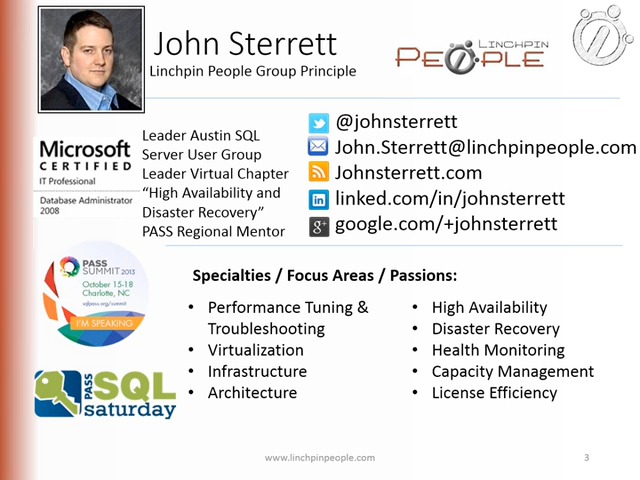 John Sterrett
Linchpin People Group Principle
LINCHPIN
PEOPLE
Microsoft
CERTIFIED
IT Professional
Database Administrator
2008
Leader Austin SQL
Server User Group
Leader Virtual Chapter
“High Availability and
Disaster Recovery”
PASS Regional Mentor
@johnsterrett
John.Sterrett@linchpinpeople.com
Johnsterrett.com
linked.com/in/johnsterrett
google.com/+johnsterrett
PASS
SUMMIT 2013
October 15-18
Charlotte, NC
sqlpass.org/summit
I'M SPEAKING
PASS
SQL
saturday
Specialties / Focus Areas / Passions:
• Performance Tuning &
Troubleshooting
• Virtualization
• Infrastructure
• Architecture
• High Availability
• Disaster Recovery
• Health Monitoring
• Capacity Management
• License Efficiency
www.linchpinpeople.com
3